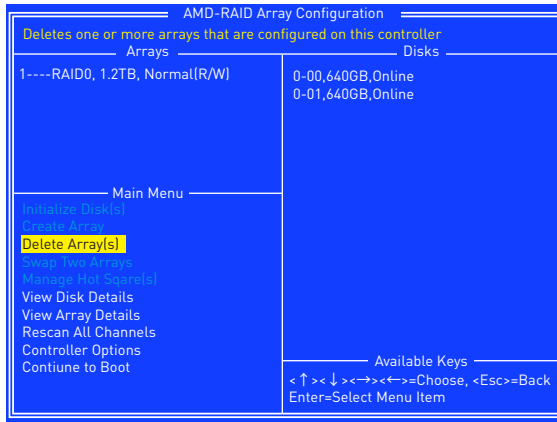 AMD-RAID Array Configuration
Deletes one or more arrays that are configured on this controller
Arrays
1----RAID0, 1.2TB, Normal(R/W)
Disks
0-00,640GB,Online
0-01,640GB,Online
Main Menu
Initialize Disk(s)
Create Array
Delete Array(s)
Swap Two Arrays
Manage Hot Sqare(s)
View Disk Details
View Array Details
Rescan All Channels
Controller Options
Contiune to Boot
Available Keys
<↑><↓><→><←>=Choose, <Esc>=Back
Enter=Select Menu Item